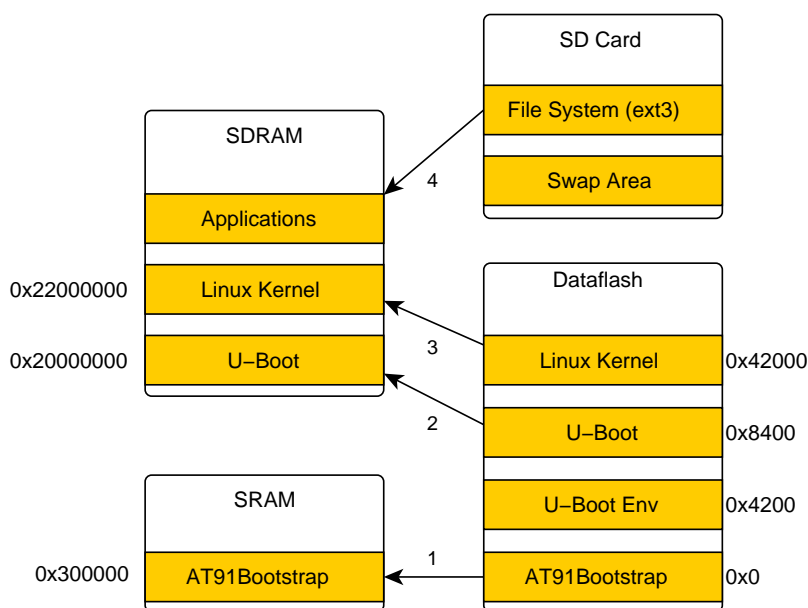 SD Card
File System (ext3)
Swap Area
4
SDRAM
Applications
0x22000000
Linux Kernel
0x20000000
U−Boot
3
2
Dataflash
Linux Kernel
0x42000
U−Boot
0x8400
U−Boot Env
0x4200
AT91Bootstrap
0x0
1
SRAM
0x300000
AT91Bootstrap